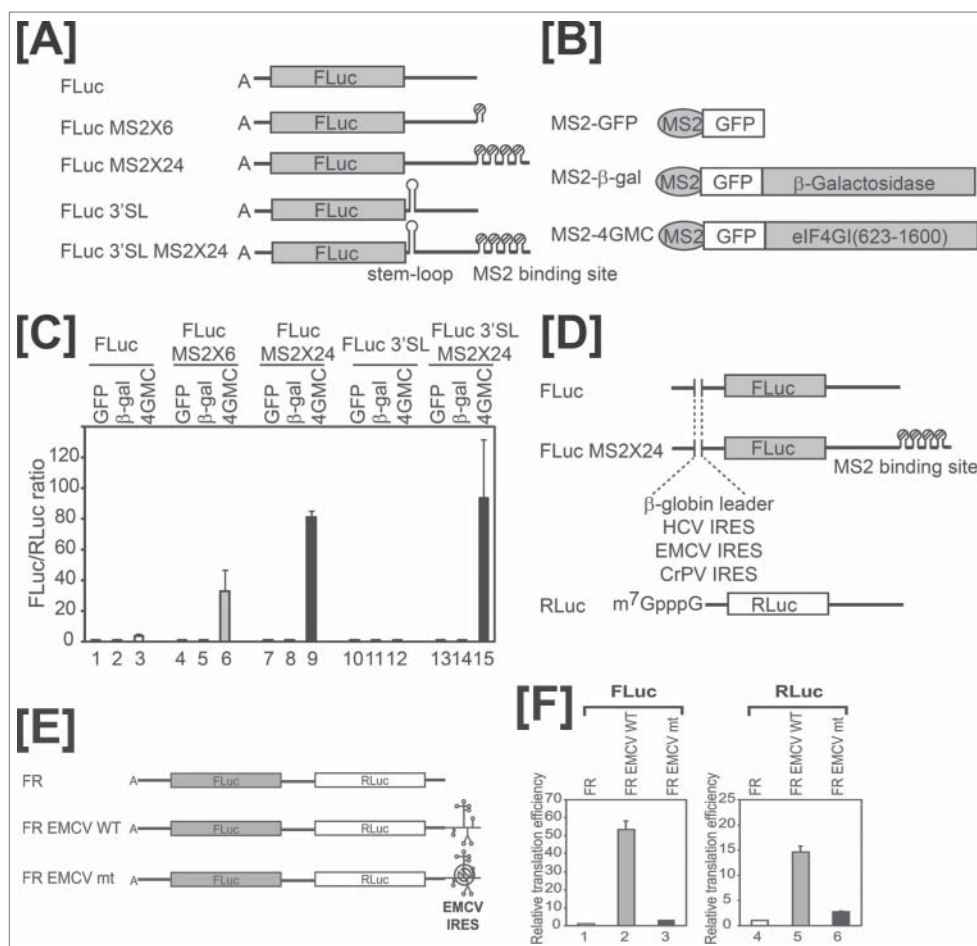 [A]
FLuc A FLuc
FLuc MS2X6 A FLuc
FLuc MS2X24 A FLuc
FLuc 3'SL A FLuc
FLuc 3'SL MS2X24 A FLuc
stem-loop MS2 binding site
[B]
MS2-GFP MS2 GFP
MS2-β-gal MS2 GFP β-Galactosidase
MS2-4GMC MS2 GFP eIF4GI(623-1600)
[C]
FLuc
FLuc MS2X6
FLuc MS2X24
FLuc 3'SL
FLuc 3'SL MS2X24
GFP β-gal 4GMC GFP β-gal 4GMC GFP β-gal 4GMC GFP β-gal 4GMC GFP β-gal 4GMC
FLuc/RLuc ratio
120
100
80
60
40
20
0
1 2 3 4 5 6 7 8 9 10 11 12 13 14 15
[D]
FLuc FLuc
FLuc MS2X24 FLuc
MS2 binding site
β-globin leader
HCV IRES
EMCV IRES
CrPV IRES
RLuc m7GpppG RLuc
[E]
FR A FLuc RLuc
FR EMCV WT A FLuc RLuc
FR EMCV mt A FLuc RLuc
EMCV
IRES
[F]
FLuc
FR FR EMCV WT FR EMCV mt
Relative translation efficiency
70
60
50
40
30
20
10
0
1 2 3
RLuc
FR FR EMCV WT FR EMCV mt
Relative translation efficiency
25
20
15
10
5
0
4 5 6